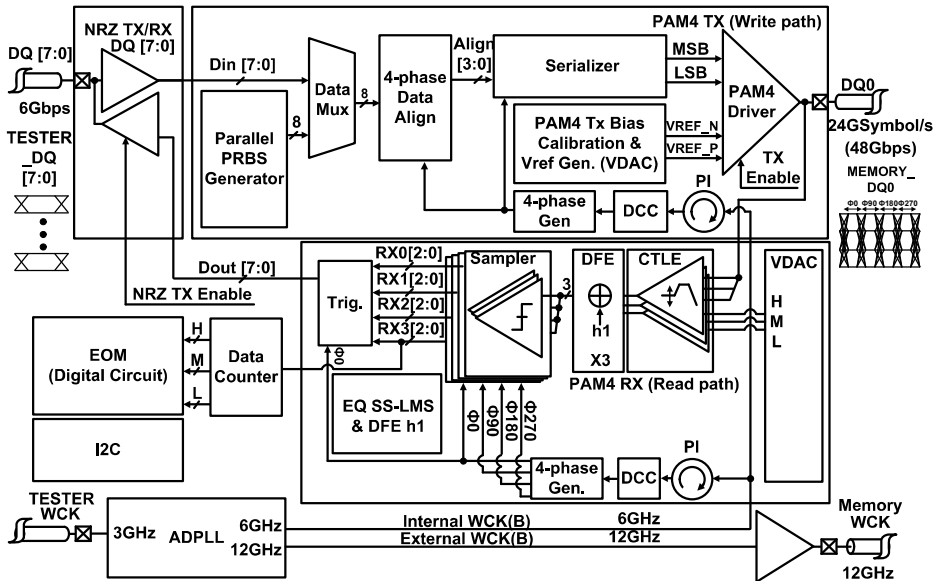 NRZ TX/RX
DQ [7:0]
DQ [7:0]
6Gbps
TESTER
_DQ
[7:0]
PAM4 TX (Write path)
Din [7:0]
Data
Mux
8
8
Parallel
PRBS
Generator
4-phase
Data
Align
Align
[3:0]
Serializer
MSB
LSB
PAM4
Driver
PAM4 Tx Bias
Calibration &
Vref Gen. (VDAC)
VREF_N
VREF_P
TX
Enable
4-phase
Gen
DCC
PI
DQ0
24GSymbol/s
(48Gbps)
MEMORY_
DQ0
Φ0 Φ90 Φ180 Φ270
Dout [7:0]
NRZ TX Enable
Trig.
RX0[2:0]
RX1[2:0]
RX2[2:0]
RX3[2:0]
Φ0
Sampler
3
DFE
h1
X3
CTLE
VDAC
H
M
L
PAM4 RX (Read path)
EOM
(Digital Circuit)
H
M
L
Data
Counter
EQ SS-LMS
& DFE h1
Φ0
Φ90
Φ180
Φ270
I2C
4-phase
Gen.
DCC
PI
TESTER
WCK
3GHz
ADPLL
6GHz
12GHz
Internal WCK(B)
External WCK(B)
6GHz
12GHz
Memory
WCK
12GHz